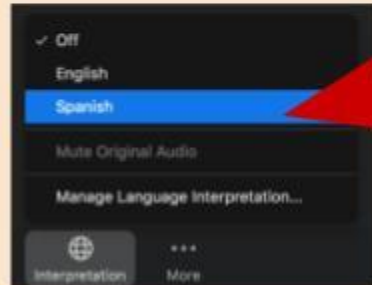 ✓ Off
English
Spanish
Mute Original Audio
Manage Language Interpretation...
Interpretation
More